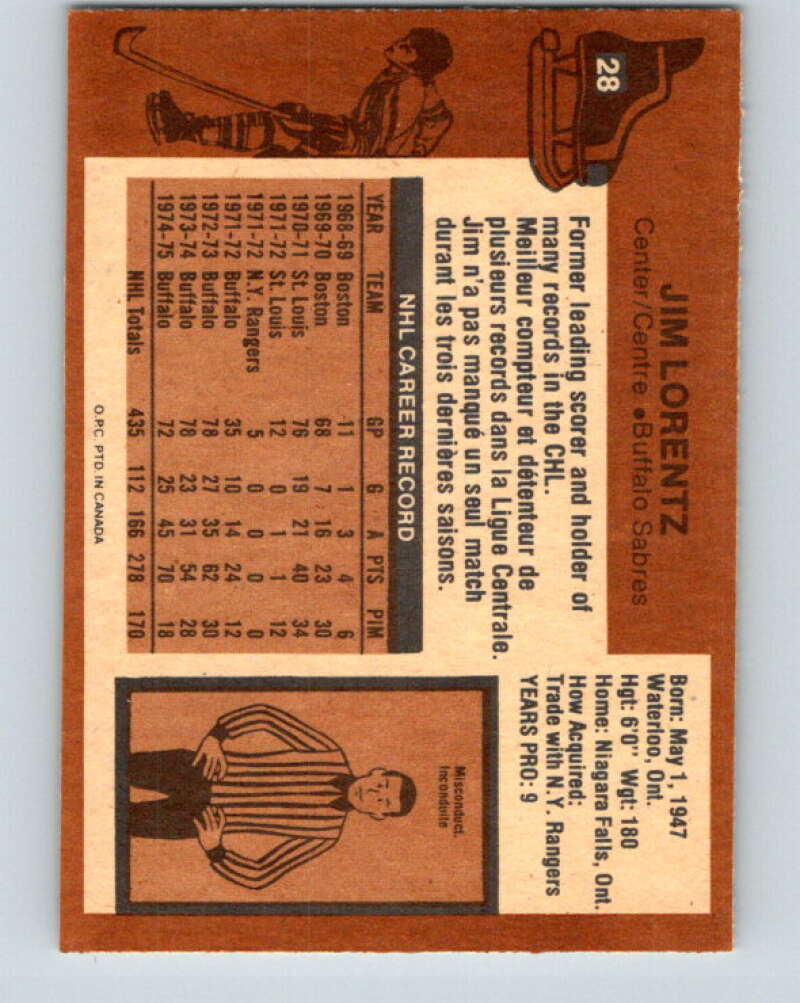 28
JIM LORENTZ
Center/Centre ● Buffalo Sabres
Born: May 1, 1947
Waterloo, Ont.
Hgt: 6'0" Wgt: 180
Home: Niagara Falls, Ont.
How Acquired:
Trade with N.Y. Rangers
YEARS PRO: 9
Former leading scorer and holder of
many records in the CHL.
Meilleur compteur et détenteur de
plusieurs records dans la Ligue Centrale.
Jim n'a pas manqué un seul match
durant les trois dernières saisons.
NHL CAREER RECORD
YEAR TEAM GP G A PTS PIM
1968-69 Boston 11 1 3 4 6
1969-70 Boston 68 7 16 23 30
1970-71 St. Louis 76 19 21 40 34
1971-72 St. Louis 12 0 1 1 12
1971-72 N.Y. Rangers 5 0 0 0 0
1971-72 Buffalo 35 10 14 24 12
1972-73 Buffalo 78 27 35 62 30
1973-74 Buffalo 78 23 31 54 28
1974-75 Buffalo 72 25 45 70 18
NHL Totals 435 112 166 278 170
Misconduct.
Inconduite
O.P.C. PTD. IN CANADA